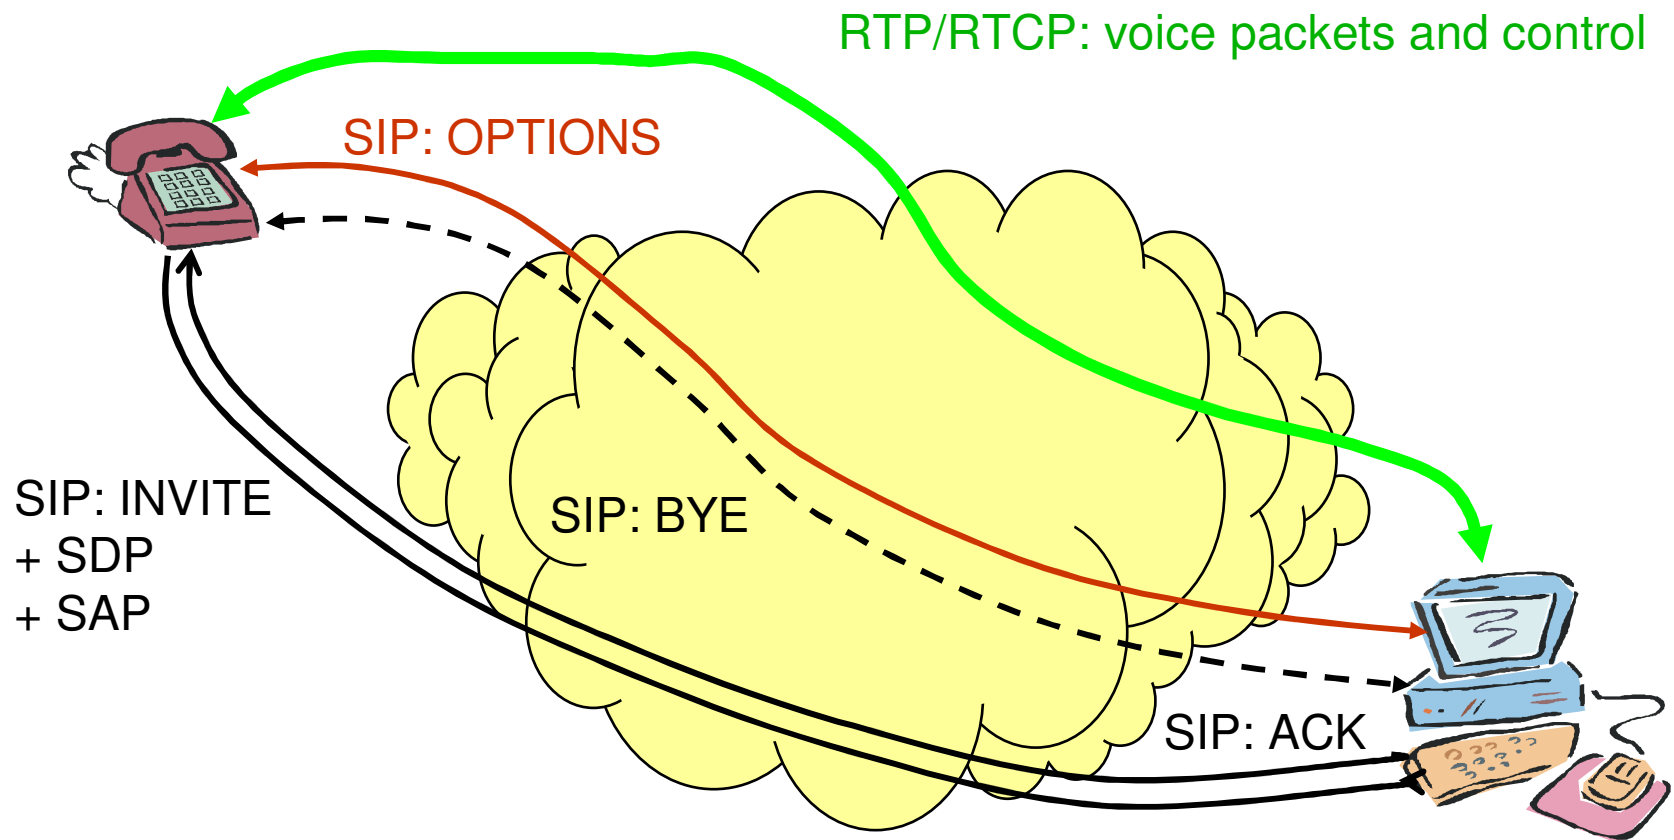 RTP/RTCP: voice packets and control
SIP: OPTIONS
SIP: INVITE
+ SDP
+ SAP
SIP: BYE
SIP: ACK